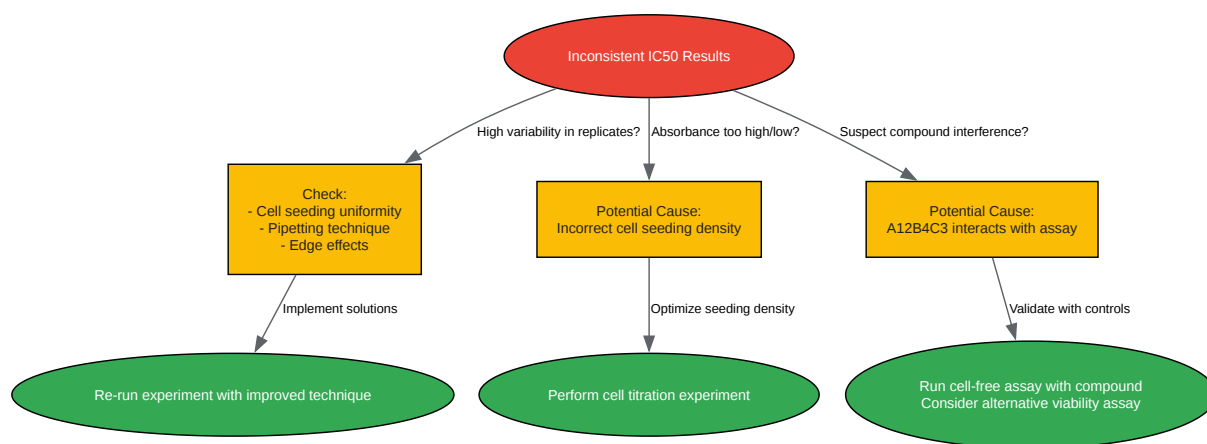 Inconsistent IC50 Results
High variability in replicates?
Absorbance too high/low?
Suspect compound interference?
Check:
- Cell seeding uniformity
- Pipetting technique
- Edge effects
Potential Cause:
Incorrect cell seeding density
Potential Cause:
A12B4C3 interacts with assay
Implement solutions
Optimize seeding density
Validate with controls
Re-run experiment with improved technique
Perform cell titration experiment
Run cell-free assay with compound
Consider alternative viability assay